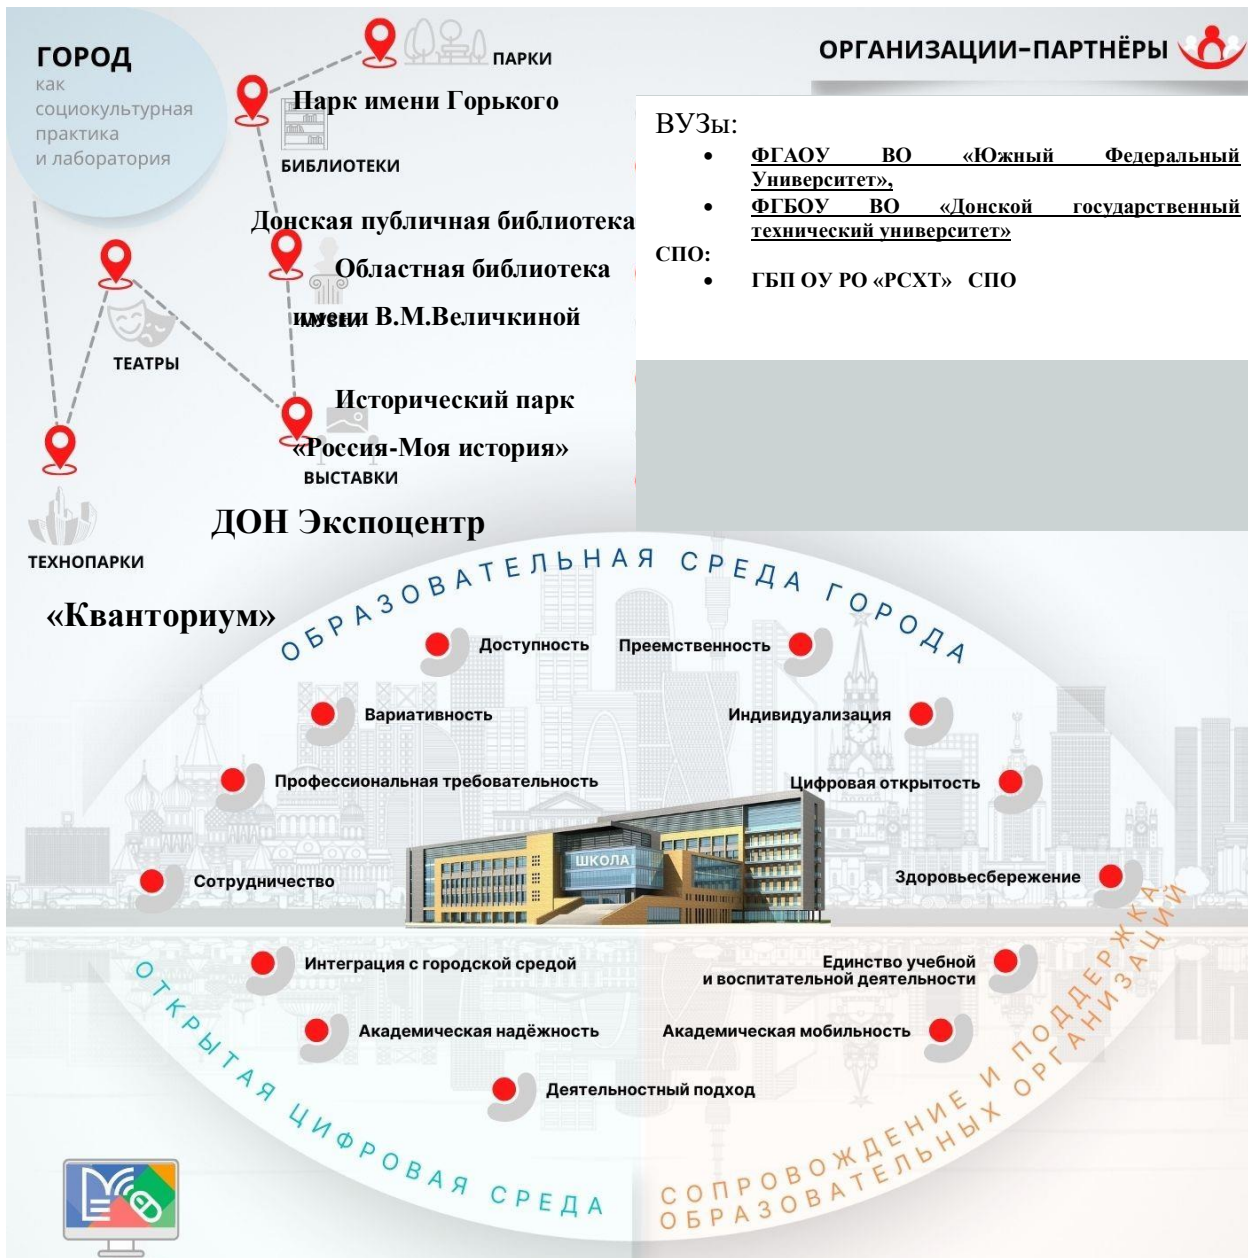 ГОРОД
как
социокультурная
практика
и лаборатория
ПАРКИ
Парк имени Горького
БИБЛИОТЕКИ
Донская публичная библиотека
Областная библиотека
имени В.М.Величкиной
МУЗЕИ
ТЕАТРЫ
Исторический парк
«Россия-Моя история»
ВЫСТАВКИ
ДОН Экспоцентр
ТЕХНОПАРКИ
«Кванториум»
ОРГАНИЗАЦИИ-ПАРТНЁРЫ
ВУЗы:
• ФГАОУ ВО «Южный Федеральный
Университет»,
• ФГБОУ ВО «Донской государственный
технический университет»
СПО:
• ГБП ОУ РО «РСХТ» СПО
ОБРАЗОВАТЕЛЬНАЯ СРЕДА ГОРОДА
Доступность
Преемственность
Вариативность
Индивидуализация
Профессиональная требовательность
Цифровая открытость
ШКОЛА
Сотрудничество
Здоровьесбережение
Интеграция с городской средой
Единство учебной
и воспитательной деятельности
Академическая надёжность
Академическая мобильность
Деятельностный подход
ОТКРЫТАЯ ЦИФРОВАЯ СРЕДА
СОПРОВОЖДЕНИЕ И ПОДДЕРЖКА
ОБРАЗОВАТЕЛЬНЫХ ОРГАНИЗАЦИЙ